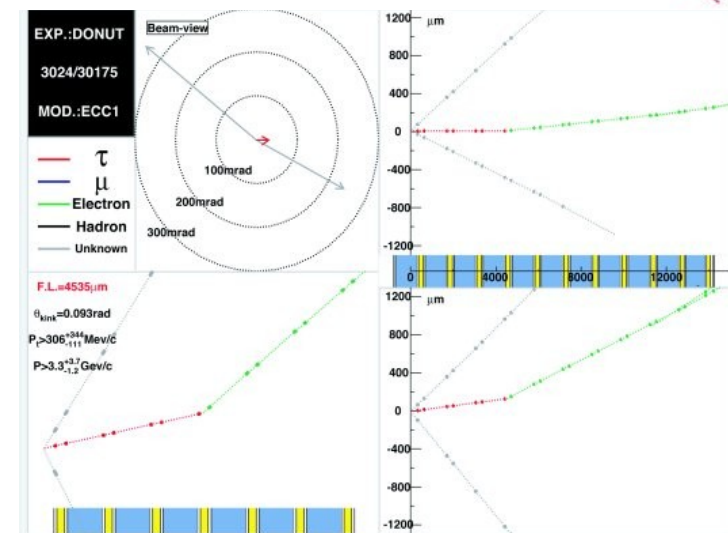 EXP.:DONUT
3024/30175
MOD.:ECC1
τ
μ
Electron
Hadron
Unknown
Beam-view
100mrad
200mrad
300mrad
1200
μm
800
400
0
-400
-800
-1200
0
4000
8000
12000
F.L.=4535μm
θkink=0.093rad
Pt>306+344-111Mev/c
P>3.3+3.7-1.2Gev/c
1200
μm
800
400
0
-400
-800
-1200